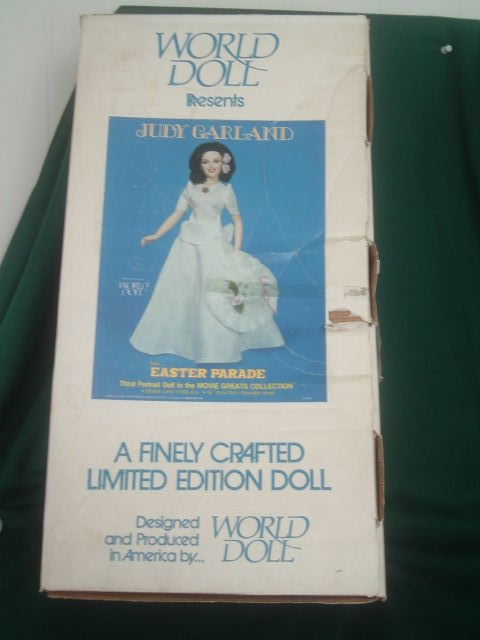 WORLD
DOLL
Presents
JUDY GARLAND
WORLD
DOLL
EASTER PARADE
Third Portrait Doll in the MOVIE GREATS COLLECTION
A FINELY CRAFTED
LIMITED EDITION DOLL
Designed
and Produced
in America by...
WORLD
DOLL